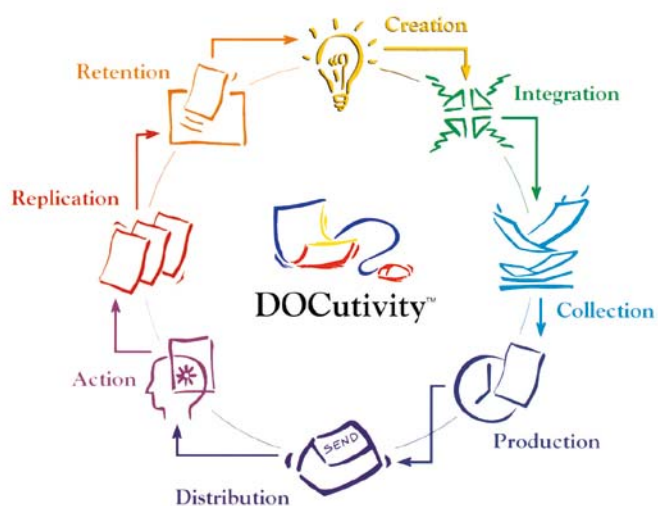 Creation
Retention
Integration
Replication
DOCutivity™
Collection
Action
Production
SEND
Distribution